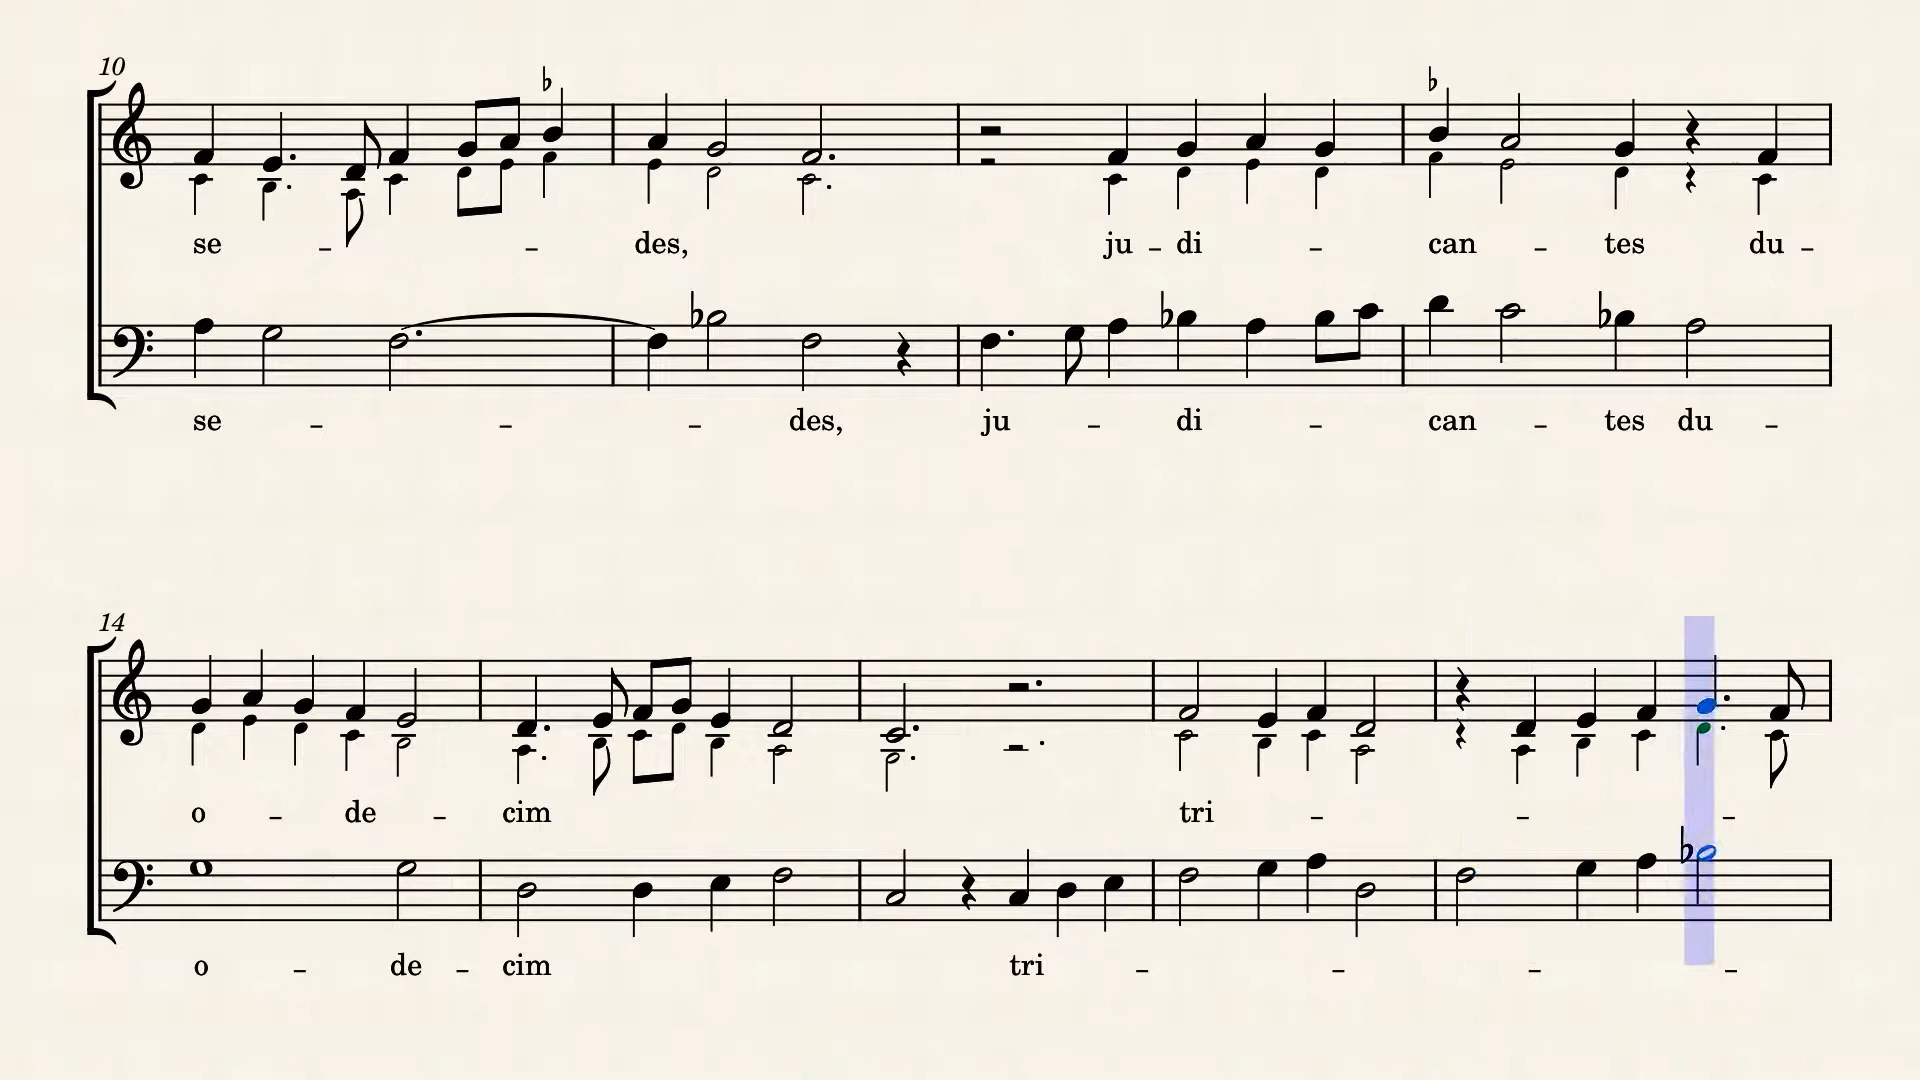 10
se - - des, ju - di - can - tes du -
se - - - des, ju - di - can - tes du -
14
o - de - cim tri - - -
o - de - cim tri - - - -